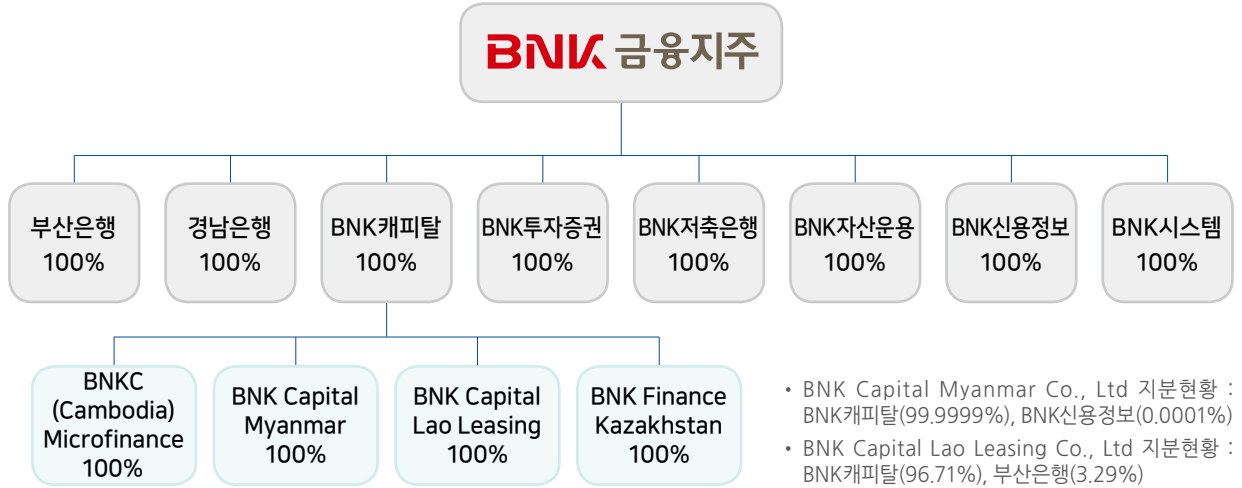 BNK 금융지주
부산은행
100%
경남은행
100%
BNK캐피탈
100%
BNK투자증권
100%
BNK저축은행
100%
BNK자산운용
100%
BNK신용정보
100%
BNK시스템
100%
BNKC
(Cambodia)
Microfinance
100%
BNK Capital
Myanmar
100%
BNK Capital
Lao Leasing
100%
BNK Finance
Kazakhstan
100%
• BNK Capital Myanmar Co., Ltd 지분현황 :
BNK캐피탈(99.9999%), BNK신용정보(0.0001%)
• BNK Capital Lao Leasing Co., Ltd 지분현황 :
BNK캐피탈(96.71%), 부산은행(3.29%)